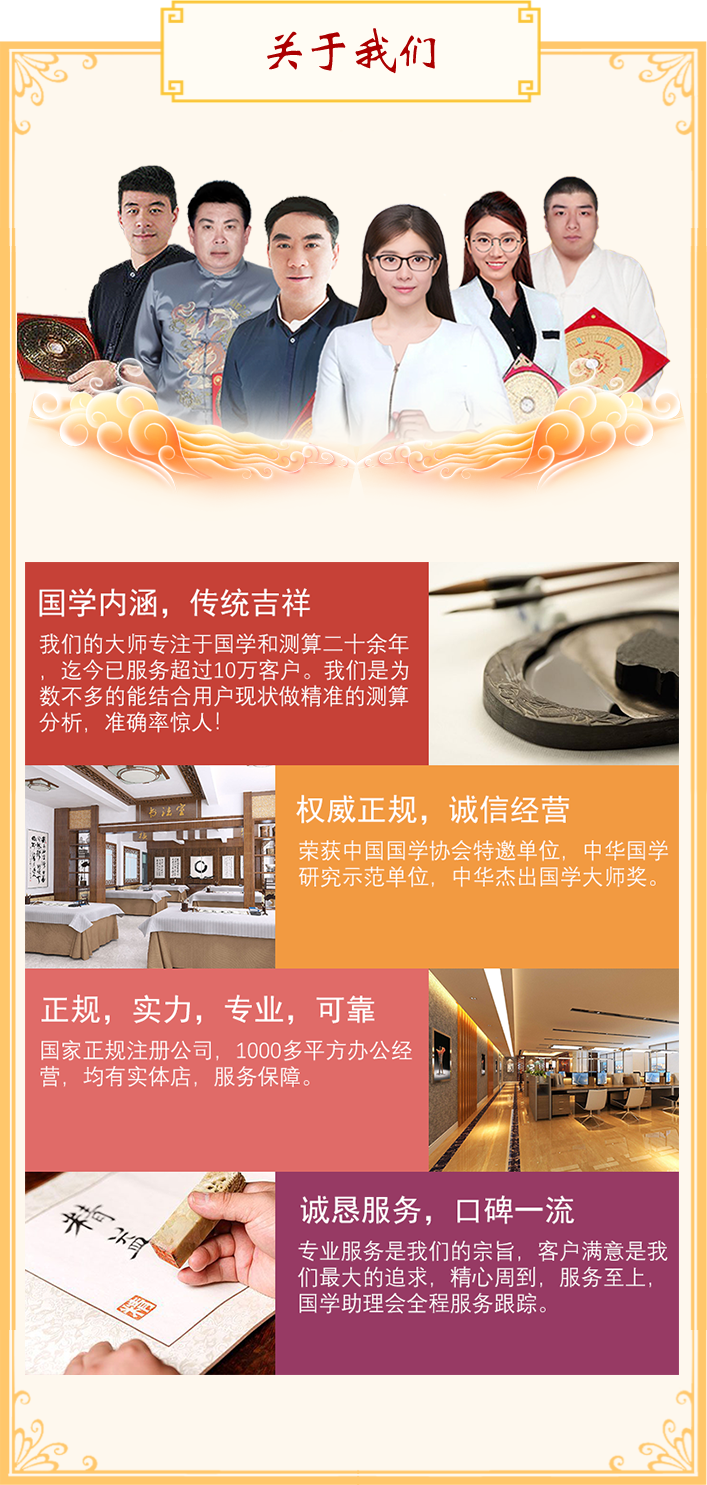 关于我们
国学内涵，传统吉祥
我们的大师专注于国学和测算二十余年
，迄今已服务超过10万客户。我们是为
数不多的能结合用户现状做精准的测算
分析，准确率惊人！
权威正规，诚信经营
荣获中国国学协会特邀单位，中华国学
研究示范单位，中华杰出国学大师奖。
正规，实力，专业，可靠
国家正规注册公司，1000多平方办公经
营，均有实体店，服务保障。
诚恳服务，口碑一流
专业服务是我们的宗旨，客户满意是我
们最大的追求，精心周到，服务至上，
国学助理会全程服务跟踪。